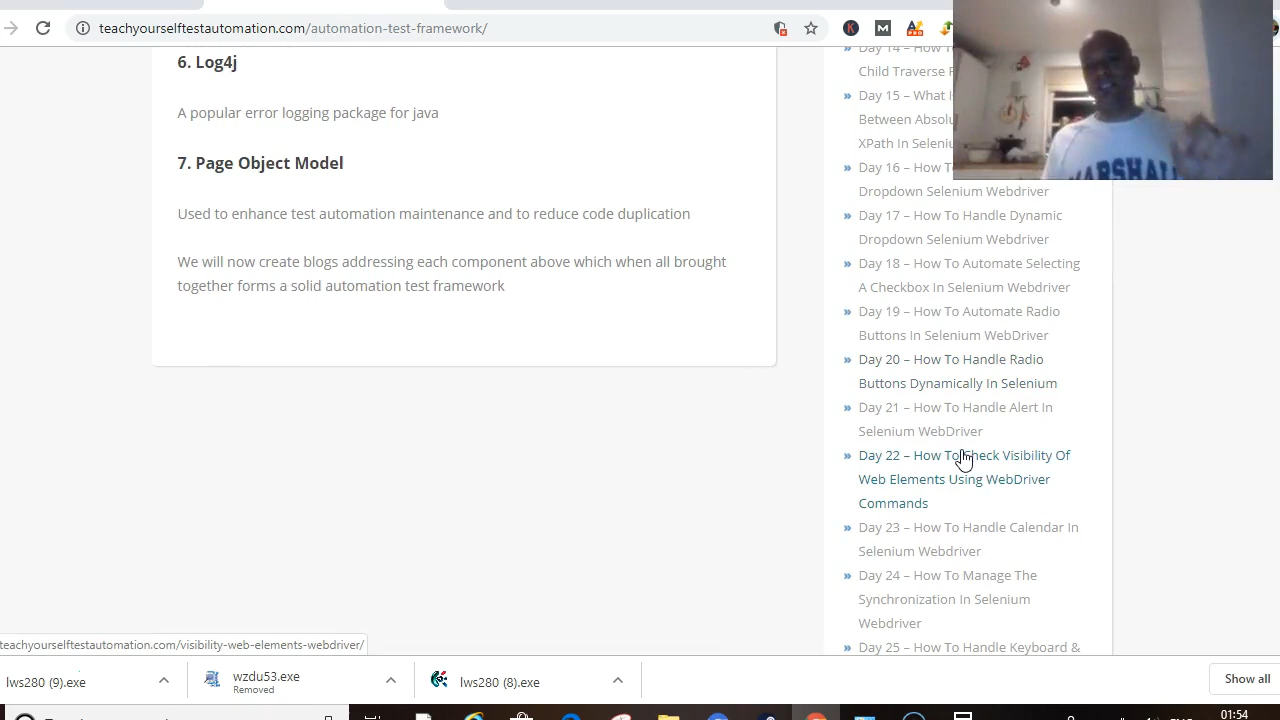 teachyourselftestautomation.com/automation-test-framework/
6. Log4j
A popular error logging package for java
7. Page Object Model
Used to enhance test automation maintenance and to reduce code duplication
We will now create blogs addressing each component above which when all brought
together forms a solid automation test framework
» Day 14 – How T
Child Traverse
» Day 15 – What I
Between Absolu
XPath In Seleniu
» Day 16 – How T
Dropdown Selenium Webdriver
» Day 17 – How To Handle Dynamic
Dropdown Selenium Webdriver
» Day 18 – How To Automate Selecting
A Checkbox In Selenium Webdriver
» Day 19 – How To Automate Radio
Buttons In Selenium WebDriver
» Day 20 – How To Handle Radio
Buttons Dynamically In Selenium
» Day 21 – How To Handle Alert In
Selenium WebDriver
» Day 22 – How To Check Visibility Of
Web Elements Using WebDriver
Commands
» Day 23 – How To Handle Calendar In
Selenium Webdriver
» Day 24 – How To Manage The
Synchronization In Selenium
Webdriver
» Day 25 – How To Handle Keyboard &
MARSHALL
teachyourselftestautomation.com/visibility-web-elements-webdriver/
lws280 (9).exe
wzdu53.exe
Removed
lws280 (8).exe
Show all
01:54